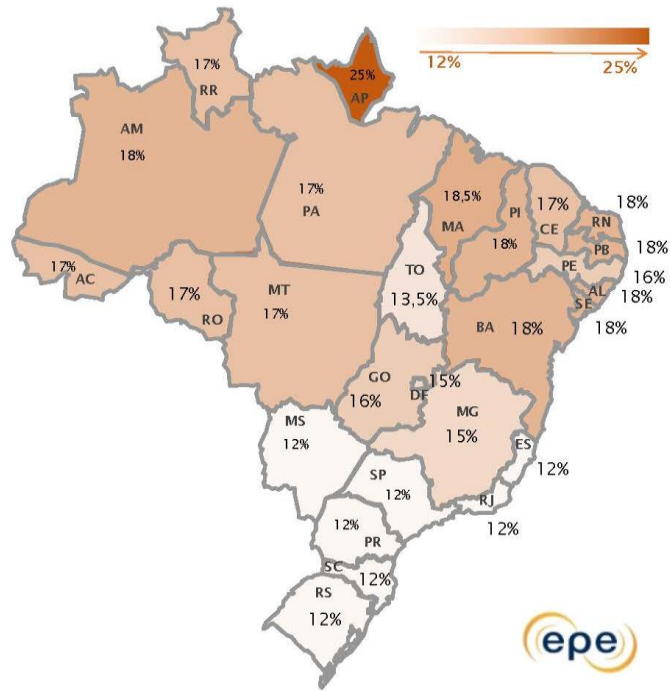 12%
25%
17%
RR
25%
AP
AM
18%
17%
PA
18,5%
MA
PI
18%
17%
CE
18%
RN
PB
18%
PE
16%
AL
18%
SE
18%
17%
AC
17%
RO
MT
17%
TO
13,5%
BA 18%
GO
16%
15%
DF
MG
15%
ES
12%
MS
12%
SP
12%
RJ
12%
12%
PR
SC
12%
RS
12%
epe